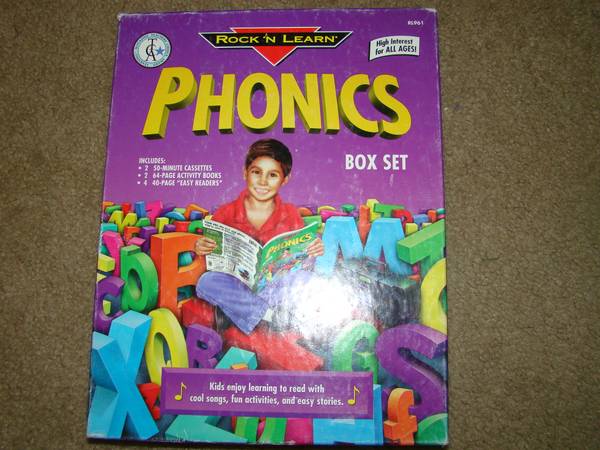 RL961
ROCK 'N LEARN
High Interest
for ALL AGES!
PHONICS
BOX SET
INCLUDES:
• 2 50-MINUTE CASSETTES
• 2 64-PAGE ACTIVITY BOOKS
• 4 40-PAGE "EASY READERS"
PHONICS
Kids enjoy learning to read with
cool songs, fun activities, and easy stories.